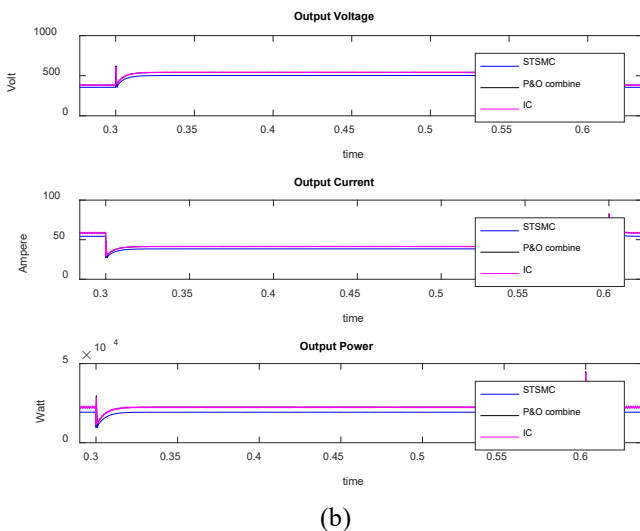 Output Voltage
1000
500
0
Volt
STSMC
P&O combine
IC
0.3
0.35
0.4
0.45
0.5
0.55
0.6
time
Output Current
100
50
0
Ampere
STSMC
P&O combine
IC
0.3
0.35
0.4
0.45
0.5
0.55
0.6
time
× 10 4
Output Power
5
0
Watt
STSMC
P&O combine
IC
0.3
0.35
0.4
0.45
0.5
0.55
0.6
time
(b)